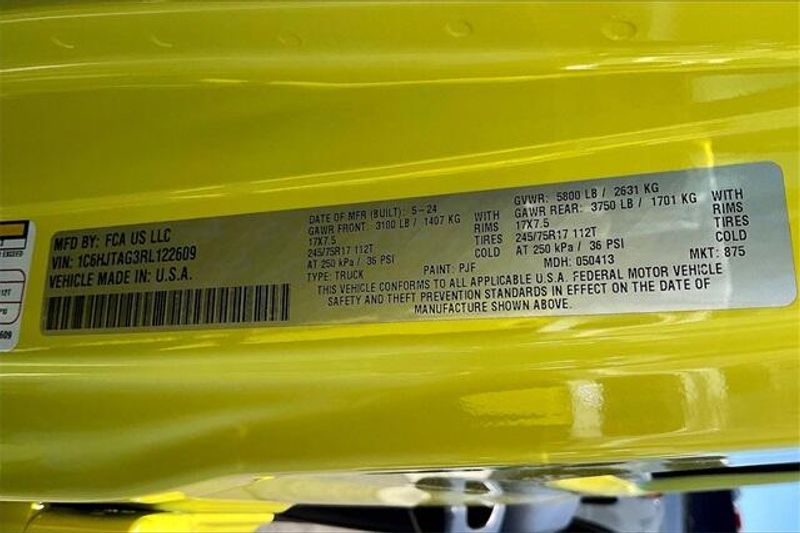 MFD BY: FCA US LLC
VIN: 1C6HJTAG3RL122609
VEHICLE MADE IN: U.S.A.
DATE OF MFR (BUILT): 5-24
GAWR FRONT: 3100 LB / 1407 KG WITH
17X7.5 RIMS
245/75R17 112T TIRES
AT 250 kPa / 36 PSI COLD
TYPE: TRUCK PAINT: PJF
GVWR: 5800 LB / 2631 KG
GAWR REAR: 3750 LB / 1701 KG WITH
17X7.5 RIMS
245/75R17 112T TIRES
AT 250 kPa / 36 PSI COLD
MDH: 050413 MKT: 875
THIS VEHICLE CONFORMS TO ALL APPLICABLE U.S.A. FEDERAL MOTOR VEHICLE
SAFETY AND THEFT PREVENTION STANDARDS IN EFFECT ON THE DATE OF
MANUFACTURE SHOWN ABOVE.